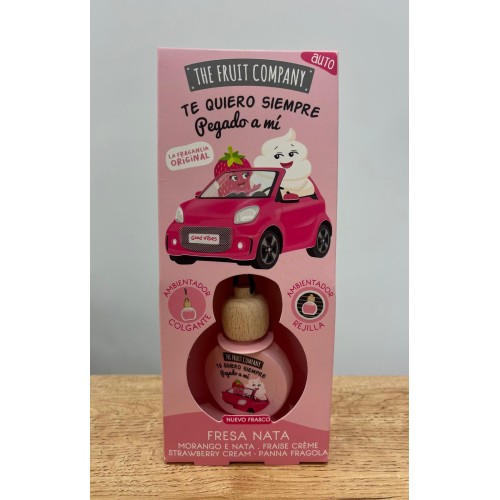 auto
THE FRUIT COMPANY
TE QUIERO SIEMPRE
Pegado a mí
LA FRAGANCIA
ORIGINAL
Good Vibes
AMBIENTADOR
COLGANTE
AMBIENTADOR
REJILLA
THE FRUIT COMPANY
TE QUIERO SIEMPRE
Pegado a mí
NUEVO FRASCO
FRESA NATA
MORANGO E NATA . FRAISE CRÈME
STRAWBERRY CREAM - PANNA FRAGOLA